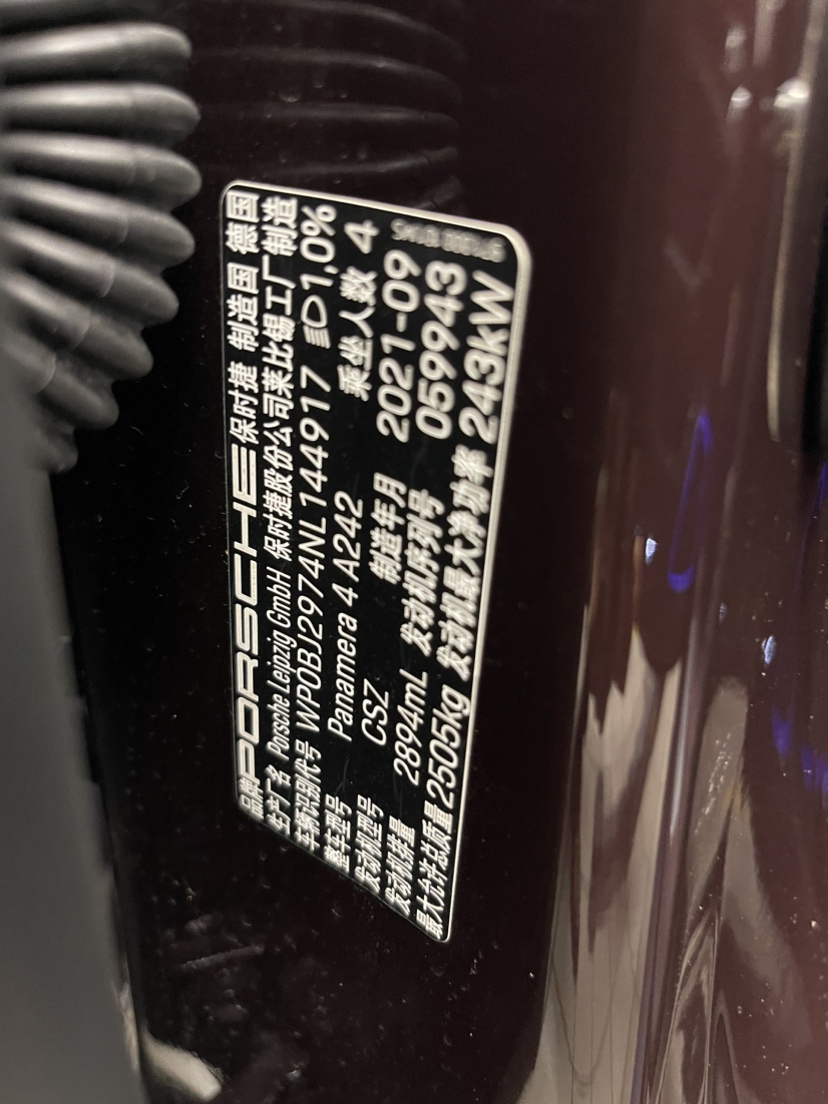 品牌 PORSCHE 保时捷 制造国 德国
生产厂名 Porsche Leipzig GmbH 保时捷股份公司莱比锡工厂制造
车辆识别代号 WP0BJ2974NL144917 1,0%
整车型号 Panamera 4 A242 乘坐人数 4
发动机型号 CSZ 制造年月 2021-09
发动机排量 2894mL 发动机序列号 059943
最大允许总质量 2505kg 发动机最大净功率 243kW